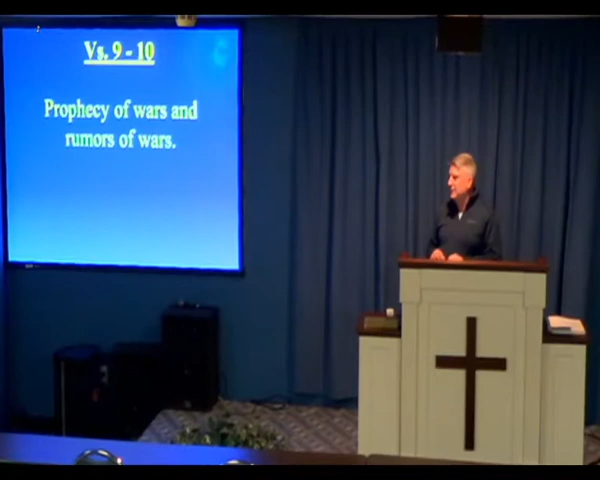 Vs. 9 - 10
Prophecy of wars and
rumors of wars.